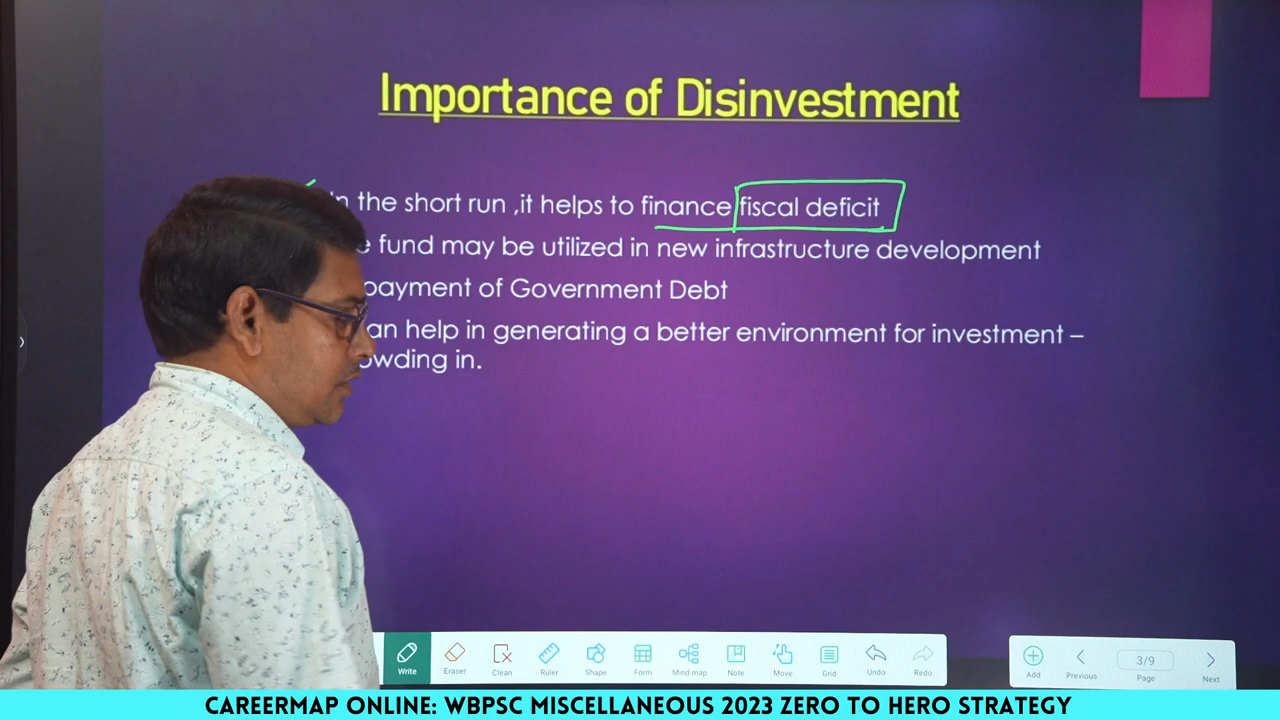 Importance of Disinvestment
the short run ,it helps to finance fiscal deficit
fund may be utilized in new infrastructure development
payment of Government Debt
help in generating a better environment for investment –
in.
Write
Eraser
Clean
Ruler
Shape
Form
Mind map
Note
Move
Grid
Undo
Redo
Add
Previous
3/9
Page
Next
CAREERMAP ONLINE: WBPSC MISCELLANEOUS 2023 ZERO TO HERO STRATEGY